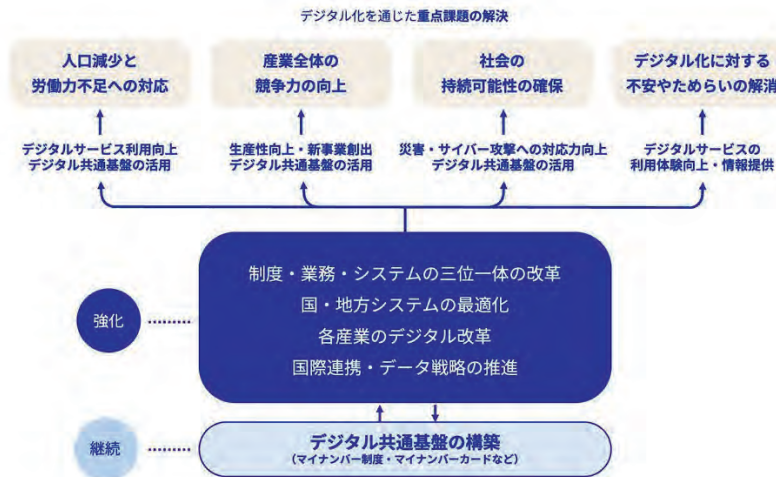 デジタル化を通じた重点課題の解決
人口減少と
労働力不足への対応
産業全体の
競争力の向上
社会の
持続可能性の確保
デジタル化に対する
不安やためらいの解消
デジタルサービス利用向上
デジタル共通基盤の活用
生産性向上・新事業創出
デジタル共通基盤の活用
災害・サイバー攻撃への対応力向上
デジタル共通基盤の活用
デジタルサービスの
利用体験向上・情報提供
強化
制度・業務・システムの三位一体の改革
国・地方システムの最適化
各産業のデジタル改革
国際連携・データ戦略の推進
継続
デジタル共通基盤の構築
（マイナンバー制度・マイナンバーカードなど）